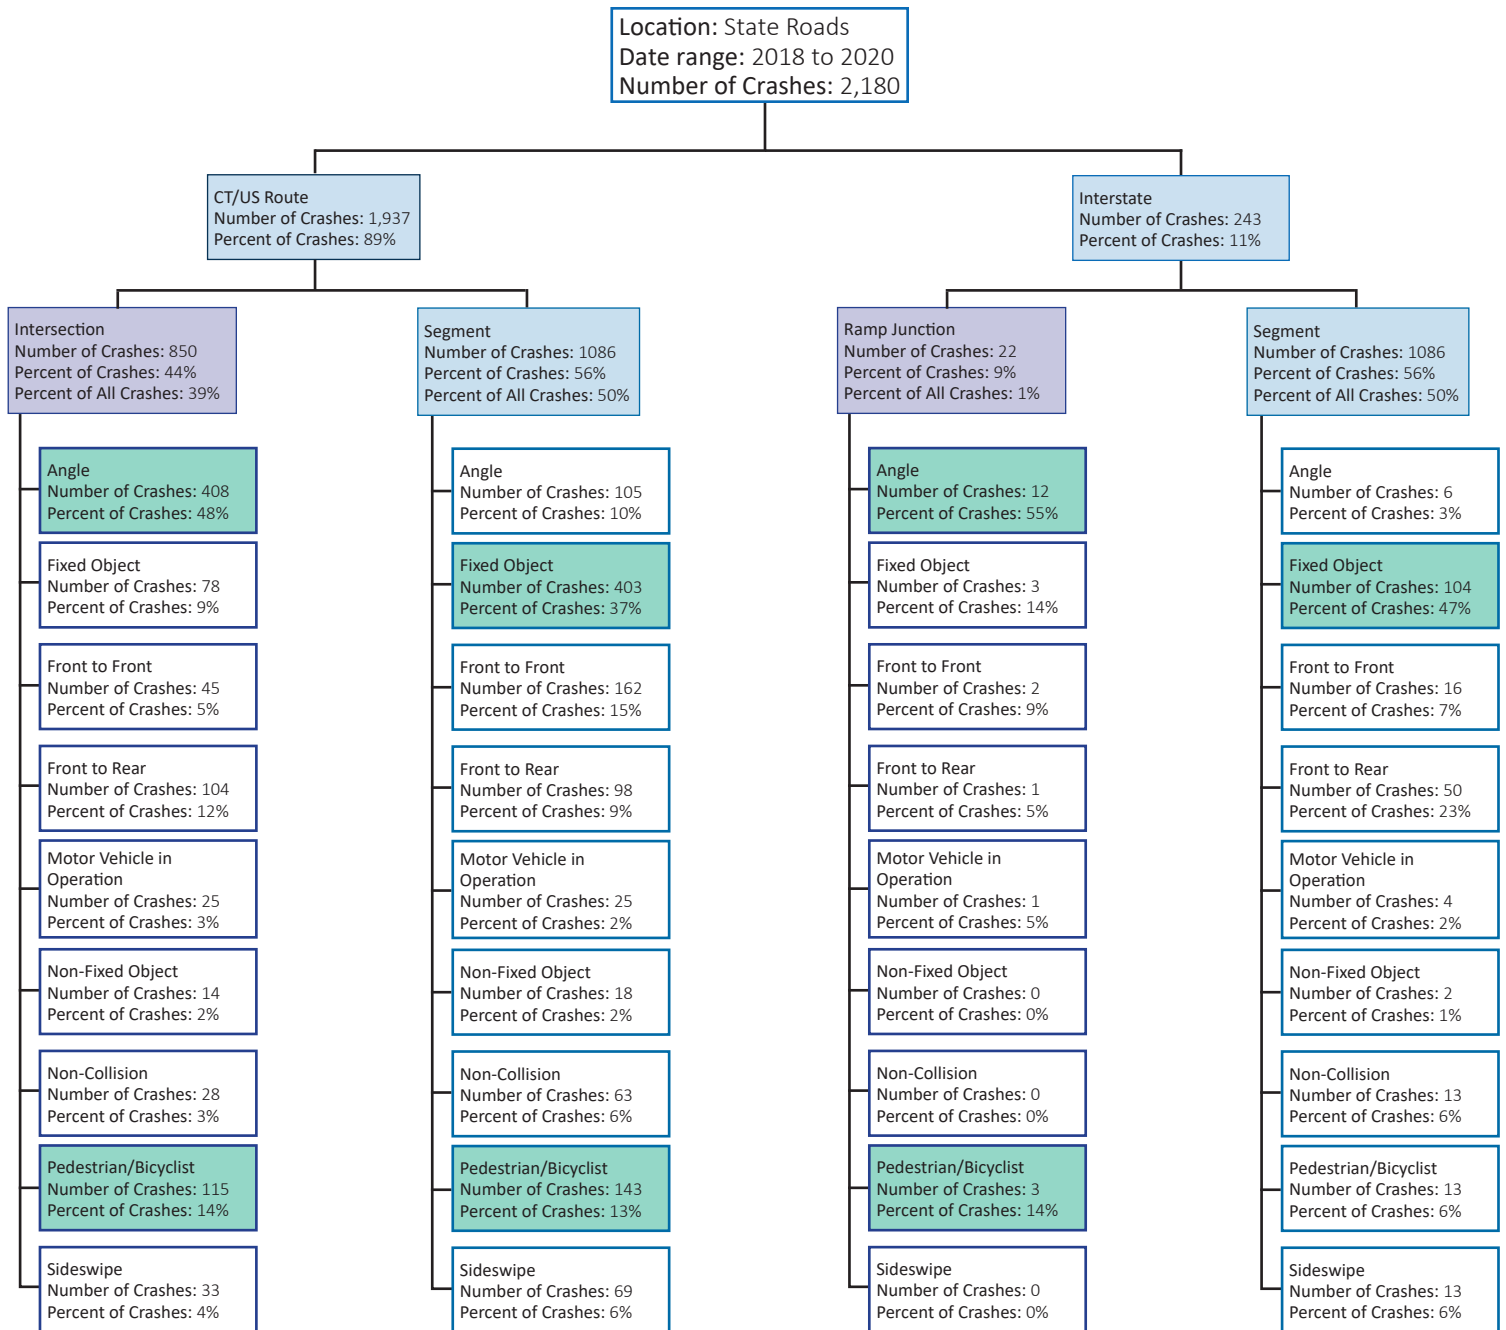 Location: State Roads
Date range: 2018 to 2020
Number of Crashes: 2,180
CT/US Route
Number of Crashes: 1,937
Percent of Crashes: 89%
Interstate
Number of Crashes: 243
Percent of Crashes: 11%
Intersection
Number of Crashes: 850
Percent of Crashes: 44%
Percent of All Crashes: 39%
Segment
Number of Crashes: 1086
Percent of Crashes: 56%
Percent of All Crashes: 50%
Ramp Junction
Number of Crashes: 22
Percent of Crashes: 9%
Percent of All Crashes: 1%
Segment
Number of Crashes: 1086
Percent of Crashes: 56%
Percent of All Crashes: 50%
Angle
Number of Crashes: 408
Percent of Crashes: 48%
Fixed Object
Number of Crashes: 78
Percent of Crashes: 9%
Front to Front
Number of Crashes: 45
Percent of Crashes: 5%
Front to Rear
Number of Crashes: 104
Percent of Crashes: 12%
Motor Vehicle in
Operation
Number of Crashes: 25
Percent of Crashes: 3%
Non-Fixed Object
Number of Crashes: 14
Percent of Crashes: 2%
Non-Collision
Number of Crashes: 28
Percent of Crashes: 3%
Pedestrian/Bicyclist
Number of Crashes: 115
Percent of Crashes: 14%
Sideswipe
Number of Crashes: 33
Percent of Crashes: 4%
Angle
Number of Crashes: 105
Percent of Crashes: 10%
Fixed Object
Number of Crashes: 403
Percent of Crashes: 37%
Front to Front
Number of Crashes: 162
Percent of Crashes: 15%
Front to Rear
Number of Crashes: 98
Percent of Crashes: 9%
Motor Vehicle in
Operation
Number of Crashes: 25
Percent of Crashes: 2%
Non-Fixed Object
Number of Crashes: 18
Percent of Crashes: 2%
Non-Collision
Number of Crashes: 63
Percent of Crashes: 6%
Pedestrian/Bicyclist
Number of Crashes: 143
Percent of Crashes: 13%
Sideswipe
Number of Crashes: 69
Percent of Crashes: 6%
Angle
Number of Crashes: 12
Percent of Crashes: 55%
Fixed Object
Number of Crashes: 3
Percent of Crashes: 14%
Front to Front
Number of Crashes: 2
Percent of Crashes: 9%
Front to Rear
Number of Crashes: 1
Percent of Crashes: 5%
Motor Vehicle in
Operation
Number of Crashes: 1
Percent of Crashes: 5%
Non-Fixed Object
Number of Crashes: 0
Percent of Crashes: 0%
Non-Collision
Number of Crashes: 0
Percent of Crashes: 0%
Pedestrian/Bicyclist
Number of Crashes: 3
Percent of Crashes: 14%
Sideswipe
Number of Crashes: 0
Percent of Crashes: 0%
Angle
Number of Crashes: 6
Percent of Crashes: 3%
Fixed Object
Number of Crashes: 104
Percent of Crashes: 47%
Front to Front
Number of Crashes: 16
Percent of Crashes: 7%
Front to Rear
Number of Crashes: 50
Percent of Crashes: 23%
Motor Vehicle in
Operation
Number of Crashes: 4
Percent of Crashes: 2%
Non-Fixed Object
Number of Crashes: 2
Percent of Crashes: 1%
Non-Collision
Number of Crashes: 13
Percent of Crashes: 6%
Pedestrian/Bicyclist
Number of Crashes: 13
Percent of Crashes: 6%
Sideswipe
Number of Crashes: 13
Percent of Crashes: 6%